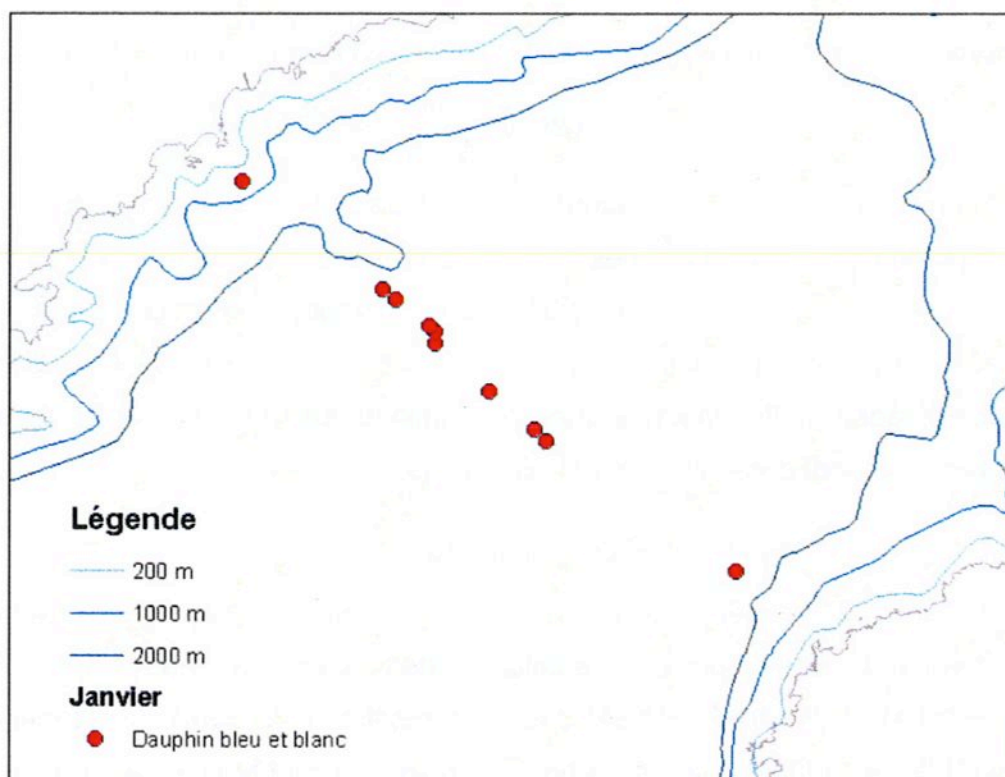 Légende
200 m
1000 m
2000 m
Janvier
Dauphin bleu et blanc